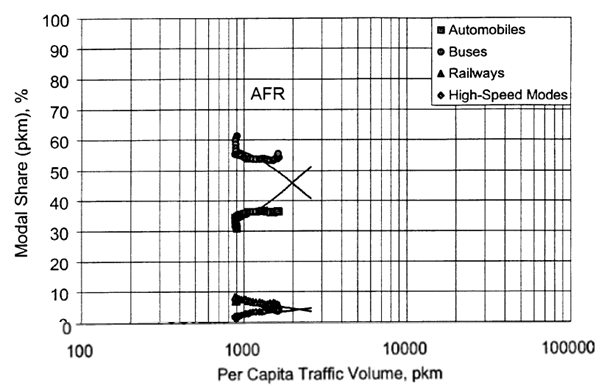 100
90
80
70
60
50
40
30
20
10
0
Modal Share (pkm), %
AFR
Automobiles
Buses
Railways
High-Speed Modes
100 1000 10000 100000
Per Capita Traffic Volume, pkm